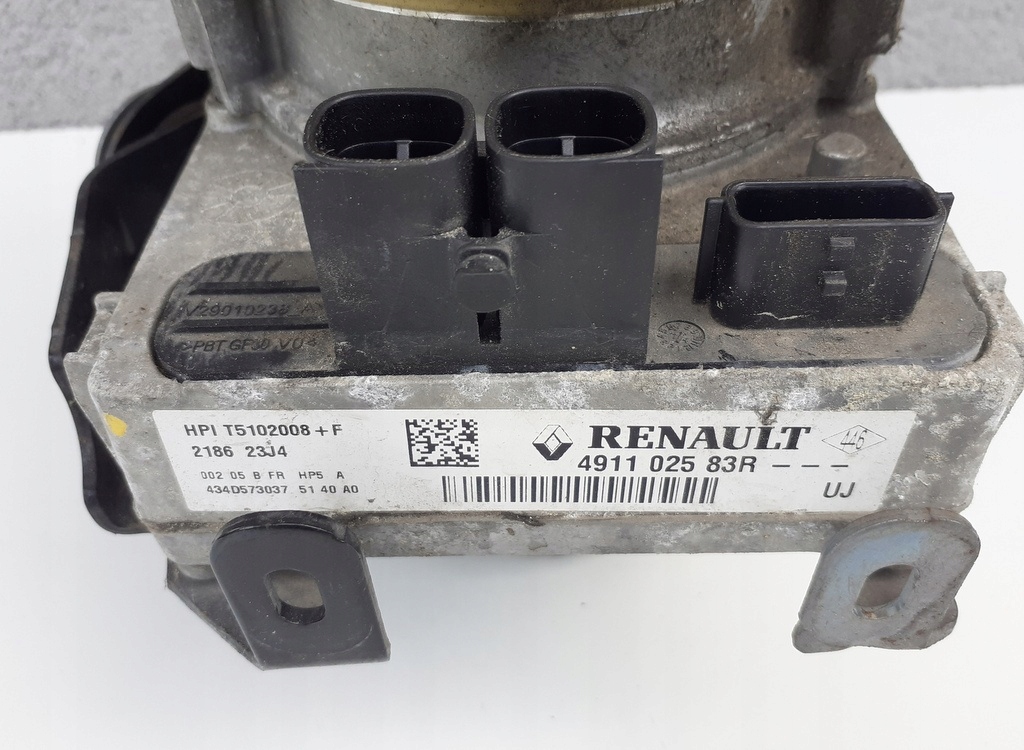 >PBT GF30 V0<
HPI T5102008+F
2186 23J4
002 05 B FR HP5 A
434D573037 51 40 A0
RENAULT
446
4911 025 83R ---
UJ